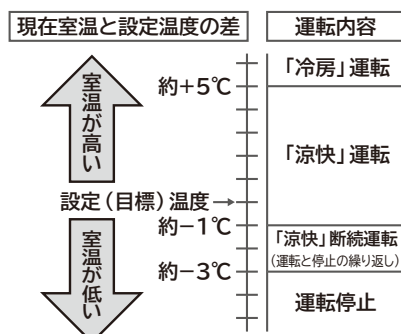 現在室温と設定温度の差
運転内容
室温が高い
約+5℃
「冷房」運転
「涼快」運転
設定(目標)温度→
約−1℃
室温が低い
「涼快」断続運転
(運転と停止の繰り返し)
約−3℃
運転停止